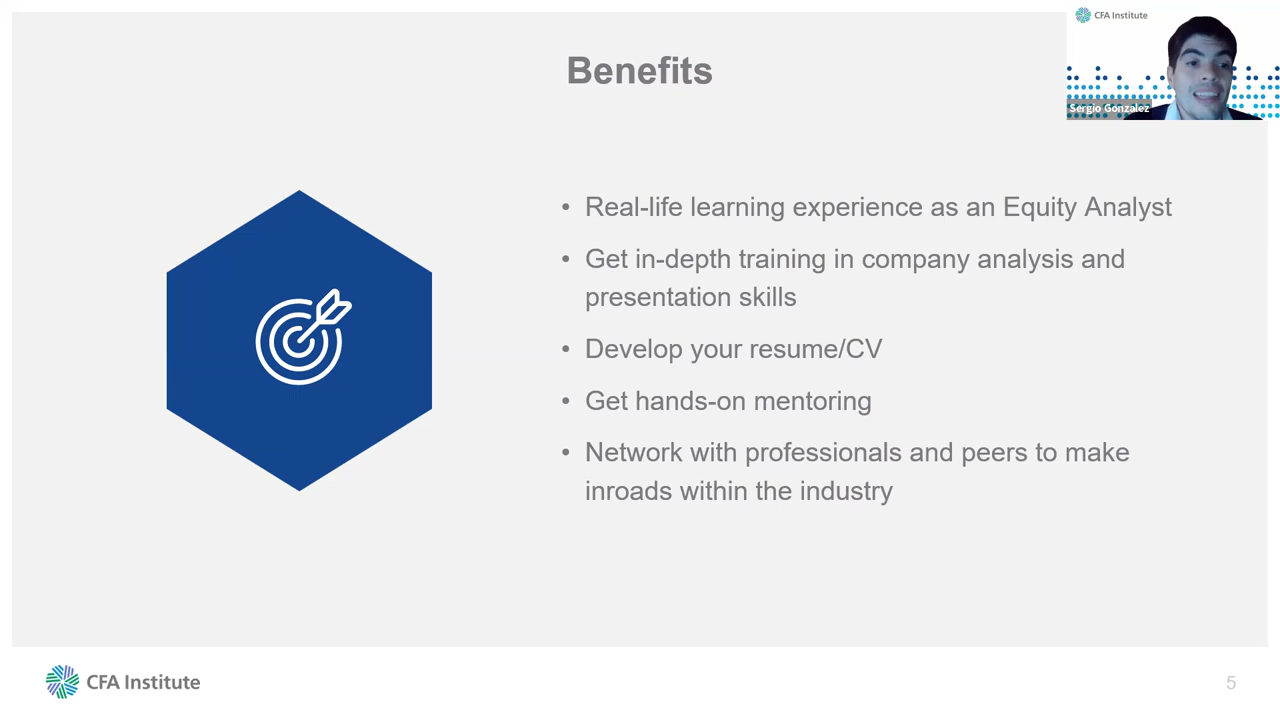 CFA Institute
Sergio Gonzalez
Benefits
• Real-life learning experience as an Equity Analyst
• Get in-depth training in company analysis and
presentation skills
• Develop your resume/CV
• Get hands-on mentoring
• Network with professionals and peers to make
inroads within the industry
CFA Institute
5